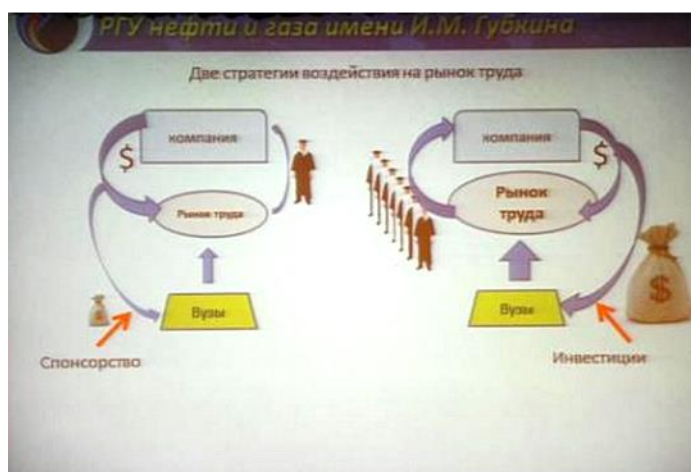 РГУ нефти и газа имени И.М. Губкина
Две стратегии воздействия на рынок труда
компания
$
Рынок труда
Вузы
Спонсорство
компания
$
Рынок
труда
Вузы
$
Инвестиции